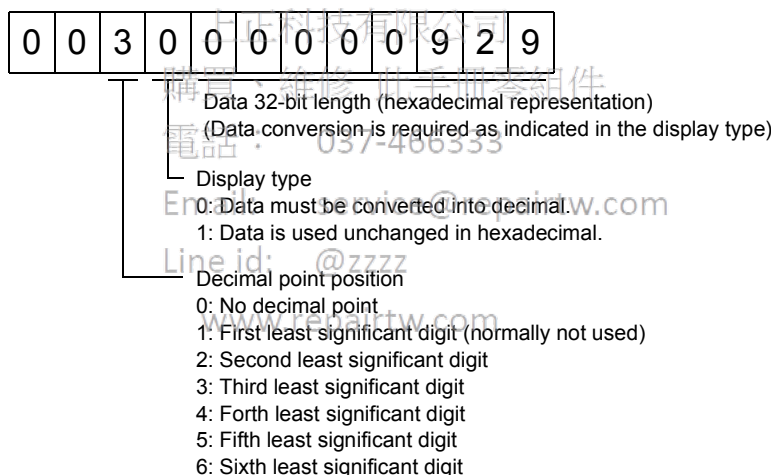 0 0 3 0 0 0 0 0 0 9 2 9
上正科技有限公司
購買、維修 此手冊零組件
Data 32-bit length (hexadecimal representation)
(Data conversion is required as indicated in the display type)
電話： 037-466333
Display type
0: Data must be converted into decimal.
Email: service@repairtw.com
1: Data is used unchanged in hexadecimal.
Line id: @zzzz
Decimal point position
0: No decimal point
www.repairtw.com
1: First least significant digit (normally not used)
2: Second least significant digit
3: Third least significant digit
4: Forth least significant digit
5: Fifth least significant digit
6: Sixth least significant digit